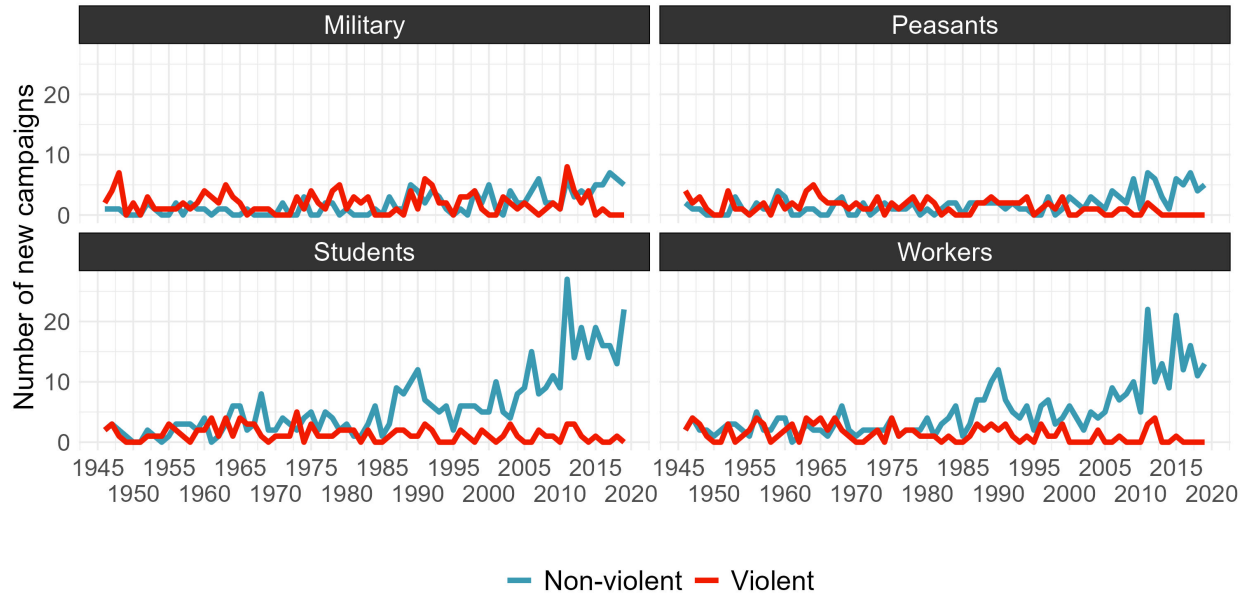 Military Peasants
Number of new campaigns
20
10
0
Students Workers
20
10
0
1945 1955 1965 1975 1985 1995 2005 2015 1945 1955 1965 1975 1985 1995 2005 2015
1950 1960 1970 1980 1990 2000 2010 2020 1950 1960 1970 1980 1990 2000 2010 2020
Non-violent Violent